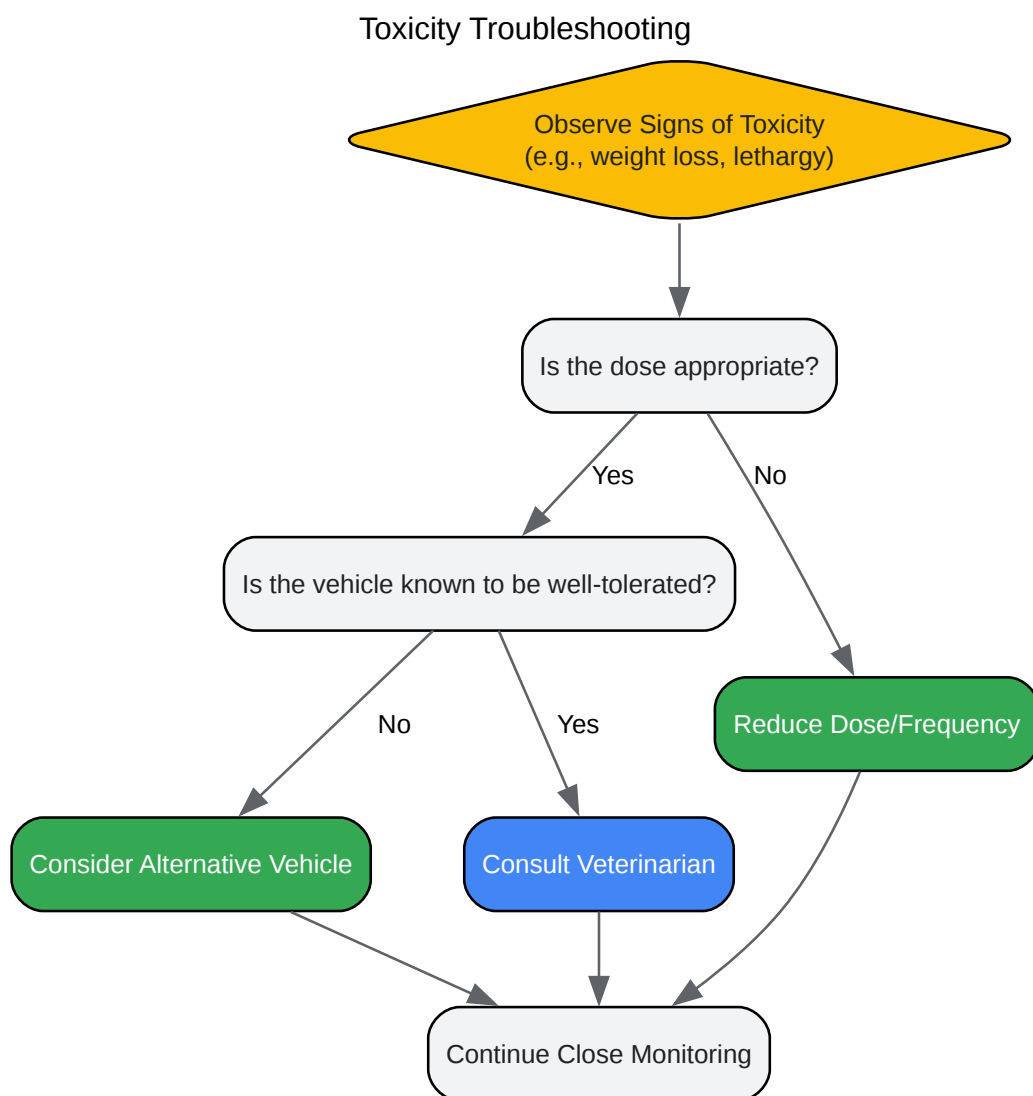 Toxicity Troubleshooting
Observe Signs of Toxicity
(e.g., weight loss, lethargy)
Is the dose appropriate?
Yes
No
Is the vehicle known to be well-tolerated?
No
Yes
Reduce Dose/Frequency
Consider Alternative Vehicle
Consult Veterinarian
Continue Close Monitoring